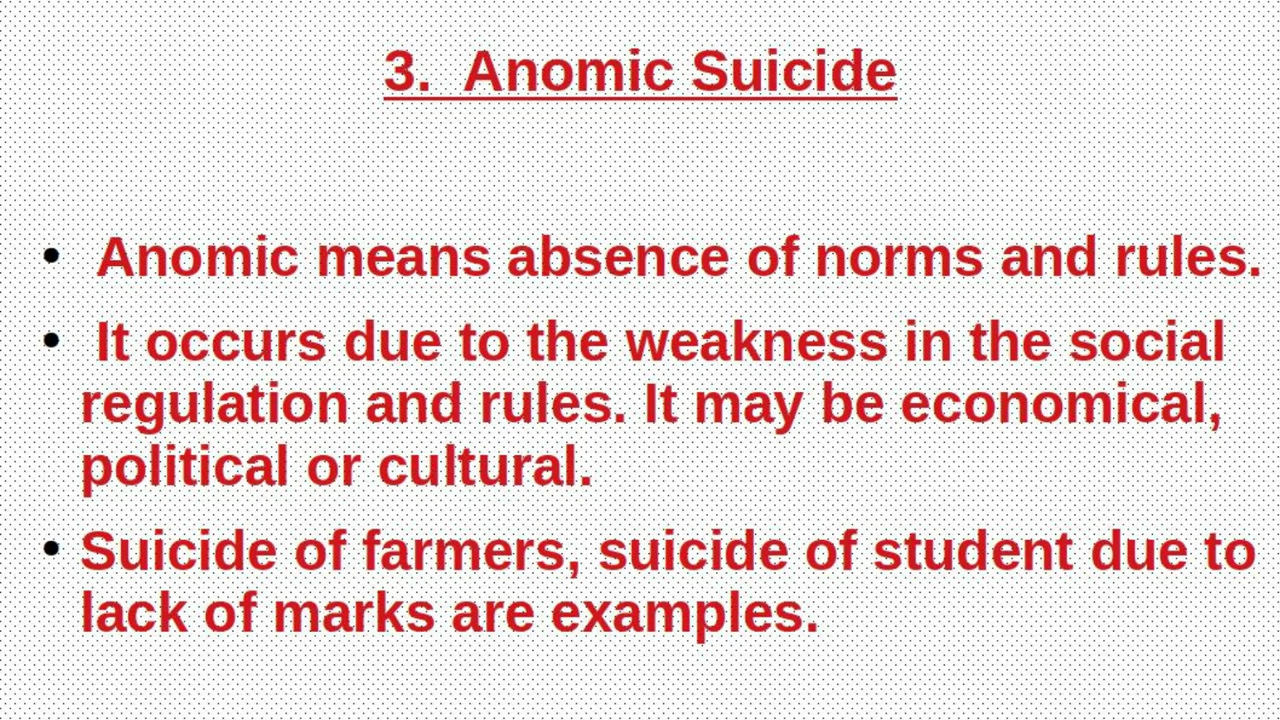 3. Anomic Suicide
• Anomic means absence of norms and rules.
• It occurs due to the weakness in the social
regulation and rules. It may be economical,
political or cultural.
• Suicide of farmers, suicide of student due to
lack of marks are examples.